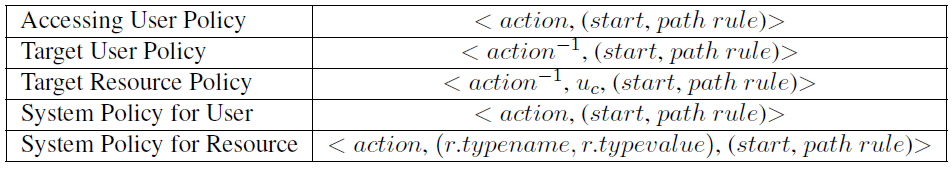 Accessing User Policy < action, (start, path rule)>
Target User Policy < action⁻¹, (start, path rule)>
Target Resource Policy < action⁻¹, u_c, (start, path rule)>
System Policy for User < action, (start, path rule)>
System Policy for Resource < action, (r.typename, r.typevalue), (start, path rule)>